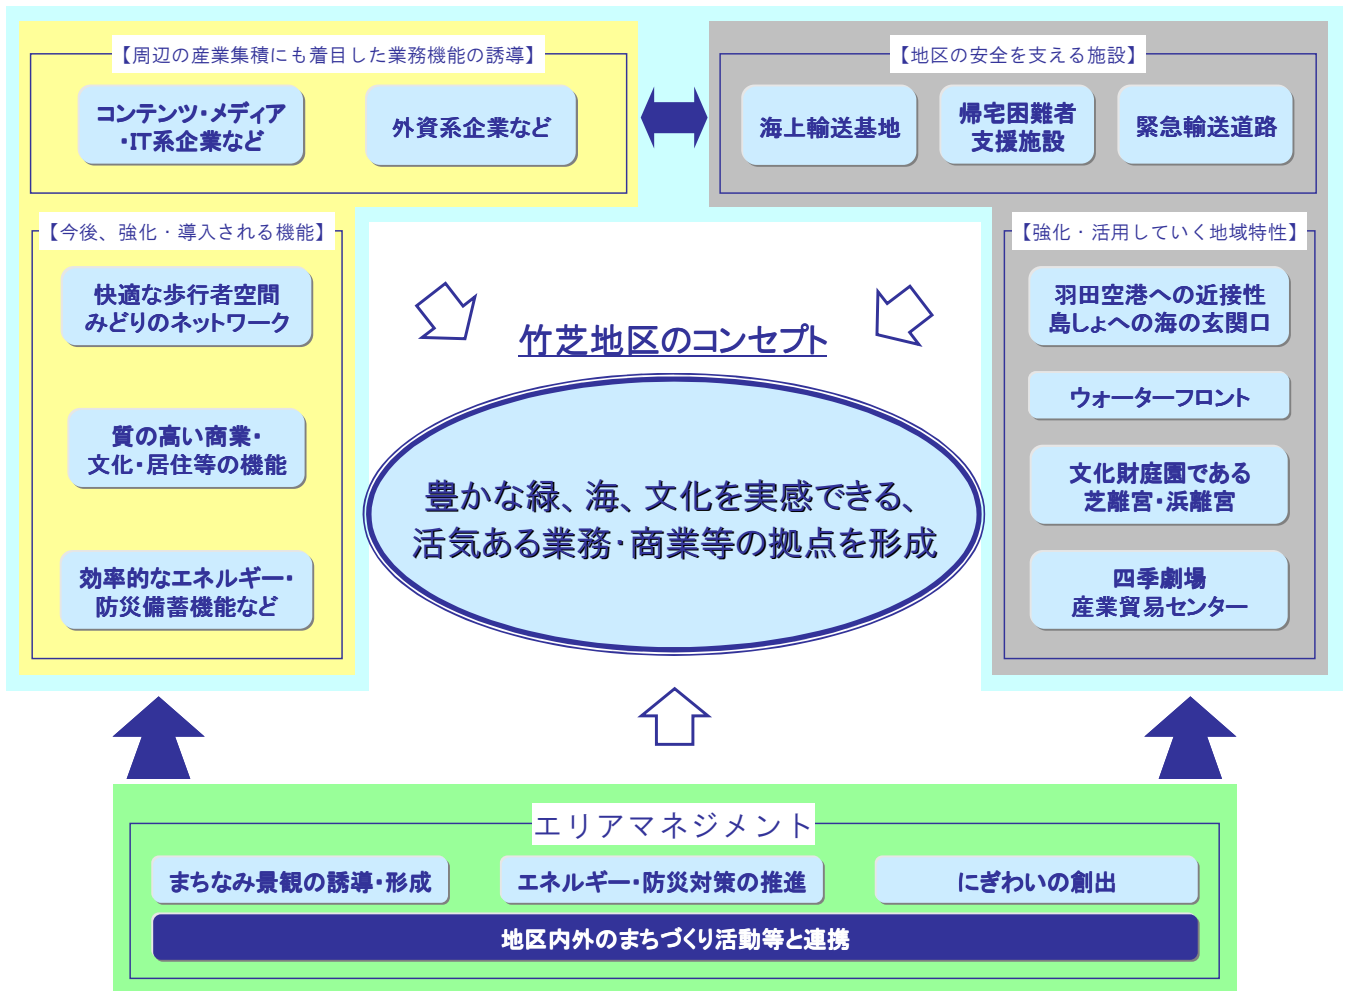 【周辺の産業集積にも着目した業務機能の誘導】
コンテンツ・メディア
・IT系企業など
外資系企業など
【地区の安全を支える施設】
海上輸送基地
帰宅困難者
支援施設
緊急輸送道路
【今後、強化・導入される機能】
快適な歩行者空間
みどりのネットワーク
質の高い商業・
文化・居住等の機能
効率的なエネルギー・
防災備蓄機能など
竹芝地区のコンセプト
豊かな緑、海、文化を実感できる、
活気ある業務・商業等の拠点を形成
【強化・活用していく地域特性】
羽田空港への近接性
島しょへの海の玄関口
ウォーターフロント
文化財庭園である
芝離宮・浜離宮
四季劇場
産業貿易センター
エリアマネジメント
まちなみ景観の誘導・形成
エネルギー・防災対策の推進
にぎわいの創出
地区内外のまちづくり活動等と連携